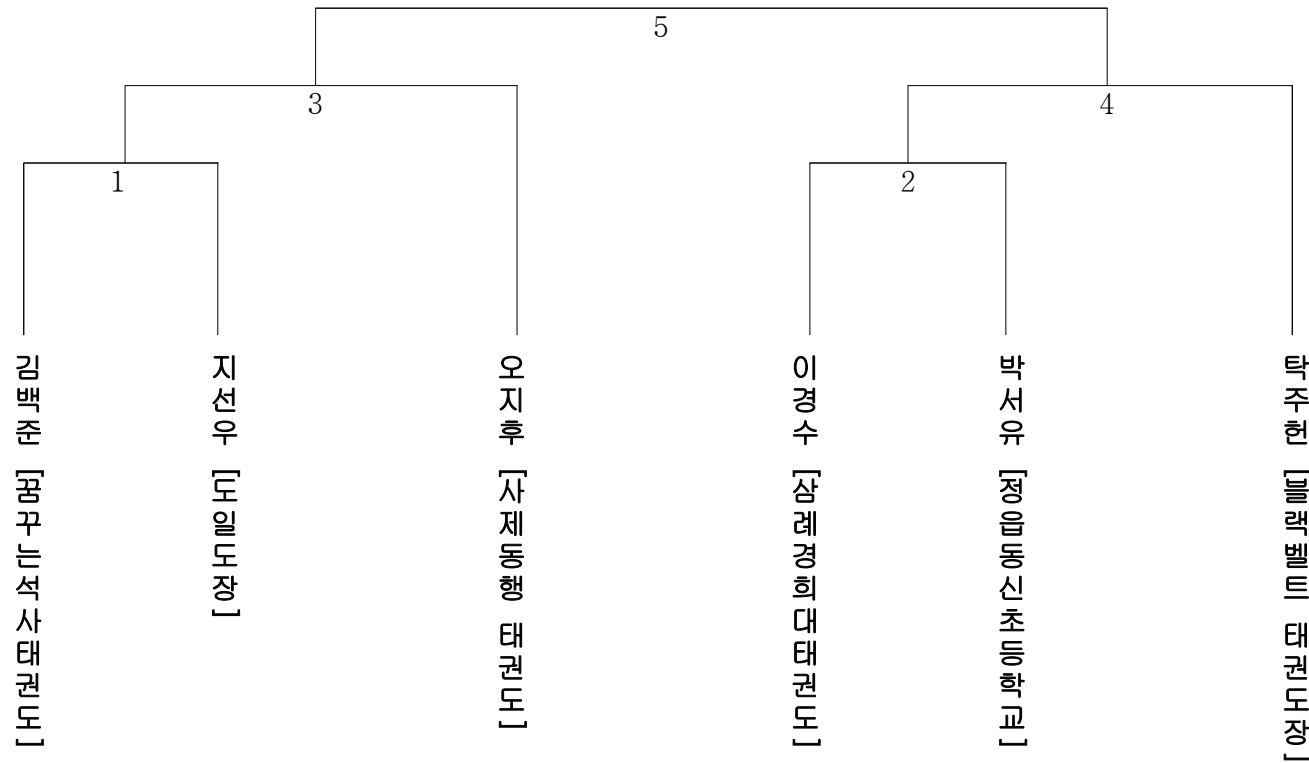 5
3
4
1
2
김백준 [꿈꾸는석사태권도]
지선우 [도일도장]
오지후 [사제동행 태권도]
이경수 [삼례경희대태권도]
박서유 [정읍동신초등학교]
탁주헌 [블랙벨트 태권도장]